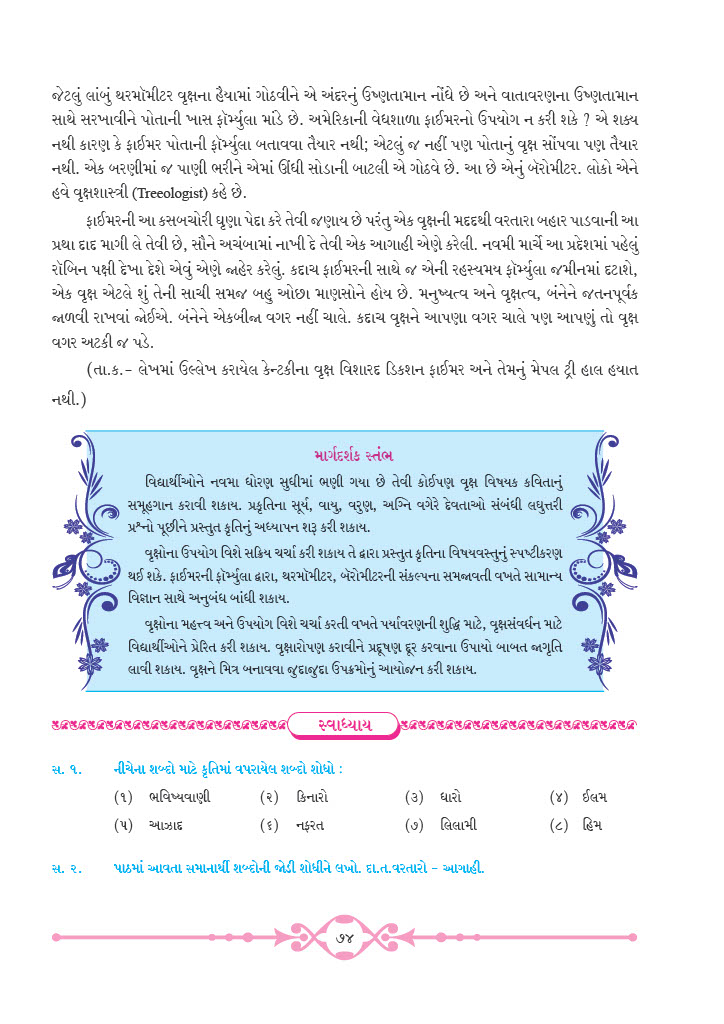 જેટલું લાંબું થરમૉમીટર વૃક્ષના હૈયામાં ગોઠવીને એ અંદરનું ઉષ્ણતામાન નોંધે છે અને વાતાવરણના ઉષ્ણતામાન
સાથે સરખાવીને પોતાની ખાસ ફૉર્મ્યુલા માંડે છે. અમેરિકાની વેધશાળા ફાઈમરનો ઉપયોગ ન કરી શકે ? એ શક્ય
નથી કારણ કે ફાઈમર પોતાની ફૉર્મ્યુલા બતાવવા તૈયાર નથી; એટલું જ નહીં પણ પોતાનું વૃક્ષ સોંપવા પણ તૈયાર
નથી. એક બરણીમાં જ પાણી ભરીને એમાં ઊંધી સોડાની બાટલી એ ગોઠવે છે. આ છે એનું બૅરોમીટર. લોકો એને
હવે વૃક્ષશાસ્ત્રી (Treeologist) કહે છે.
ફાઈમરની આ કસબચોરી ઘૃણા પેદા કરે તેવી જણાય છે પરંતુ એક વૃક્ષની મદદથી વરતારા બહાર પાડવાની આ
પ્રથા દાદ માગી લે તેવી છે, સૌને અચંબામાં નાખી દે તેવી એક આગાહી એણે કરેલી. નવમી માર્ચે આ પ્રદેશમાં પહેલું
રૉબિન પક્ષી દેખા દેશે એવું એણે જાહેર કરેલું. કદાચ ફાઈમરની સાથે જ એની રહસ્યમય ફૉર્મ્યુલા જમીનમાં દટાશે,
એક વૃક્ષ એટલે શું તેની સાચી સમજ બહુ ઓછા માણસોને હોય છે. મનુષ્યત્વ અને વૃક્ષત્વ, બંનેને જતનપૂર્વક
જાળવી રાખવાં જોઈએ. બંનેને એકબીજા વગર નહીં ચાલે. કદાચ વૃક્ષને આપણા વગર ચાલે પણ આપણું તો વૃક્ષ
વગર અટકી જ પડે.
(તા.ક.- લેખમાં ઉલ્લેખ કરાયેલ કેન્ટકીના વૃક્ષ વિશારદ ડિકશન ફાઈમર અને તેમનું મેપલ ટ્રી હાલ હયાત
નથી.)
માર્ગદર્શક સ્તંભ
વિદ્યાર્થીઓને નવમા ધોરણ સુધીમાં ભણી ગયા છે તેવી કોઈપણ વૃક્ષ વિષયક કવિતાનું
સમૂહગાન કરાવી શકાય. પ્રકૃતિના સૂર્ય, વાયુ, વરુણ, અગ્નિ વગેરે દેવતાઓ સંબંધી લઘુત્તરી
પ્રશ્નો પૂછીને પ્રસ્તુત કૃતિનું અધ્યાપન શરૂ કરી શકાય.
વૃક્ષોના ઉપયોગ વિશે સક્રિય ચર્ચા કરી શકાય તે દ્વારા પ્રસ્તુત કૃતિના વિષયવસ્તુનું સ્પષ્ટીકરણ
થઈ શકે. ફાઈમરની ફૉર્મ્યુલા દ્વારા, થરમૉમીટર, બૅરોમીટરની સંકલ્પના સમજાવતી વખતે સામાન્ય
વિજ્ઞાન સાથે અનુબંધ બાંધી શકાય.
વૃક્ષોના મહત્ત્વ અને ઉપયોગ વિશે ચર્ચા કરતી વખતે પર્યાવરણની શુદ્ધિ માટે, વૃક્ષસંવર્ધન માટે
વિદ્યાર્થીઓને પ્રેરિત કરી શકાય. વૃક્ષારોપણ કરાવીને પ્રદૂષણ દૂર કરવાના ઉપાયો બાબત જાગૃતિ
લાવી શકાય. વૃક્ષને મિત્ર બનાવવા જુદાજુદા ઉપક્રમોનું આયોજન કરી શકાય.
સ્વાધ્યાય
સ. ૧. નીચેના શબ્દો માટે કૃતિમાં વપરાયેલ શબ્દો શોધો :
(૧) ભવિષ્યવાણી (૨) કિનારો (૩) ધારો (૪) ઈલમ
(૫) આઝાદ (૬) નફરત (૭) લિલામી (૮) હિમ
સ. ૨. પાઠમાં આવતા સમાનાર્થી શબ્દોની જોડી શોધીને લખો. દા.ત.વરતારો - આગાહી.
૭૪